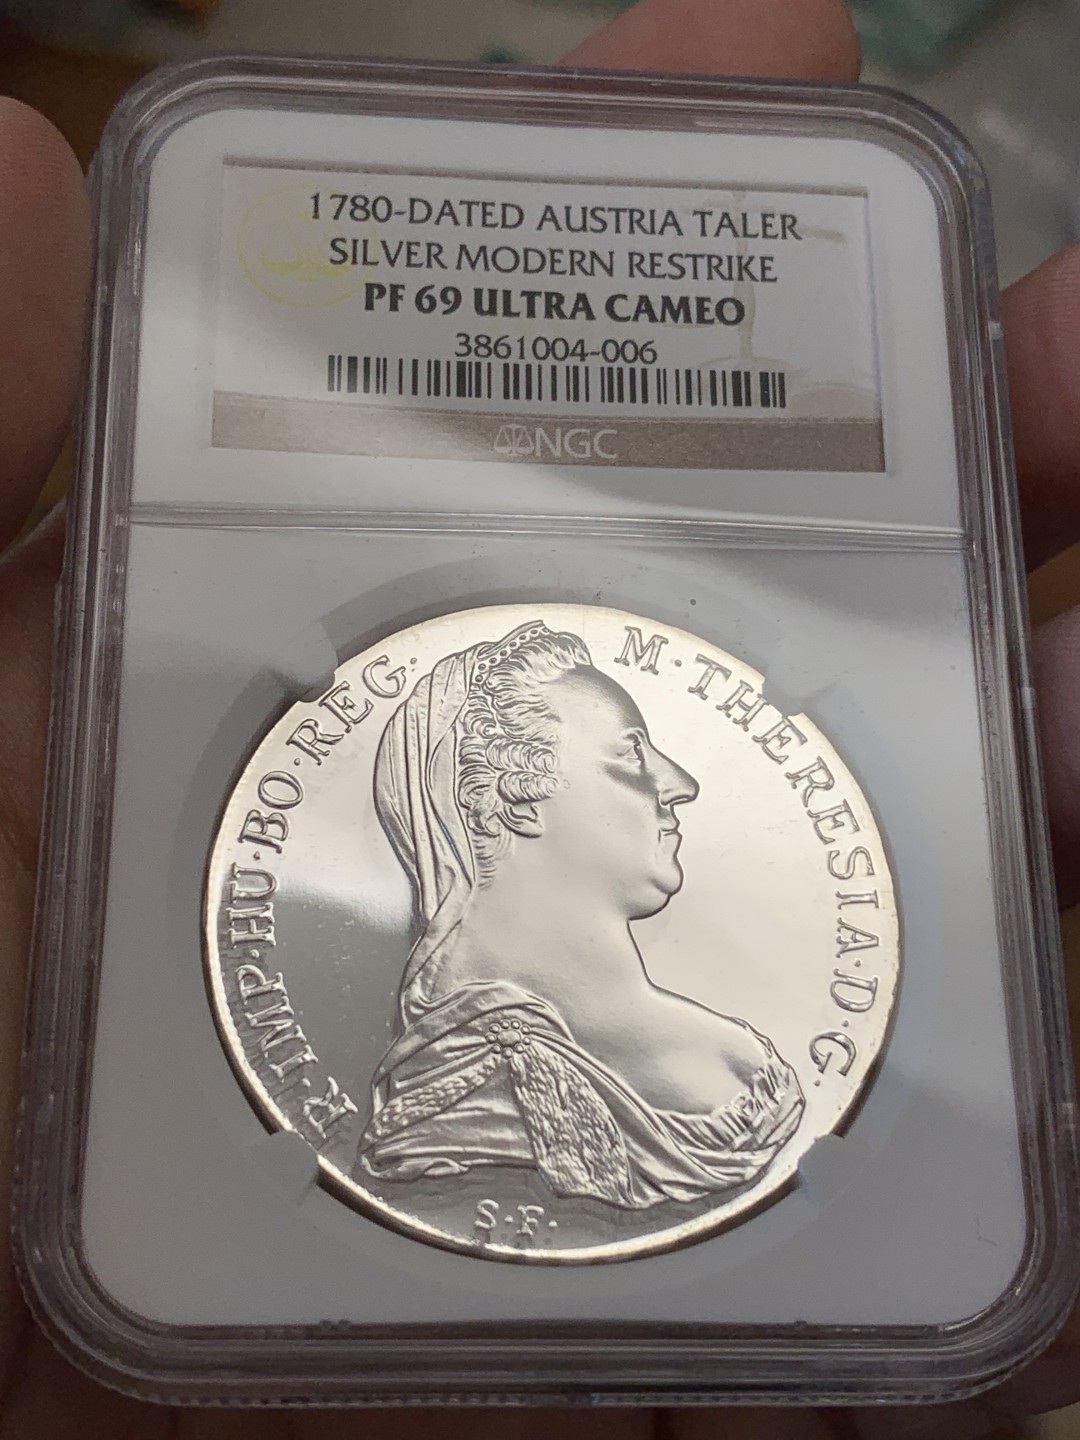 1780-DATED AUSTRIA TALER
SILVER MODERN RESTRIKE
PF 69 ULTRA CAMEO
3861004-006
NGC
R·IMP·HU·BO·REG·
M·THERESIA·D·G·
S·F·